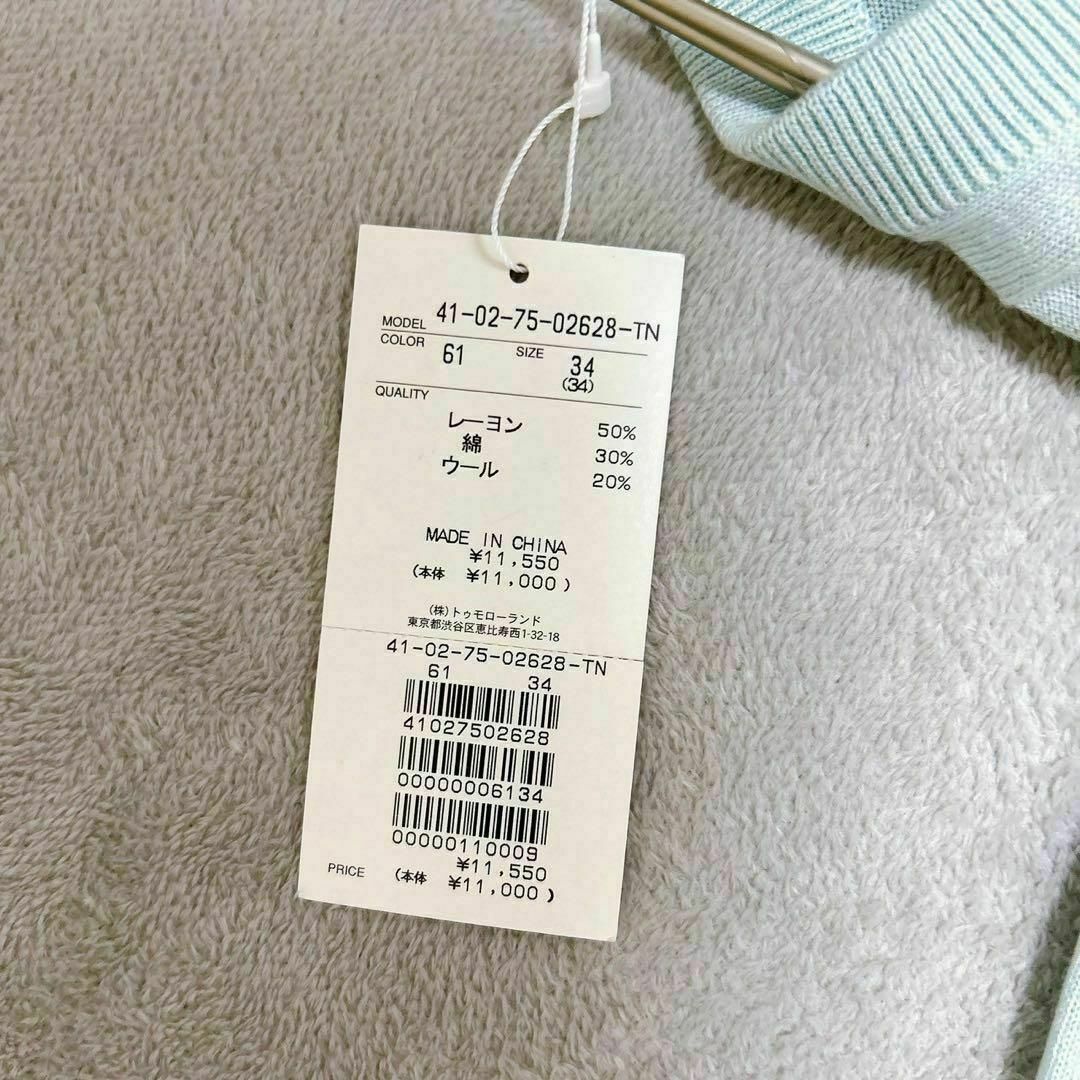 MODEL 41-02-75-02628-TN
COLOR 61 SIZE 34
(34)
QUALITY
レーヨン 50%
綿 30%
ウール 20%
MADE IN CHINA
¥11,550
(本体 ¥11,000)
(株)トゥモローランド
東京都渋谷区恵比寿西1-32-18
41-02-75-02628-TN
61 34
41027502628
00000006134
00000110009
¥11,550
PRICE (本体 ¥11,000)